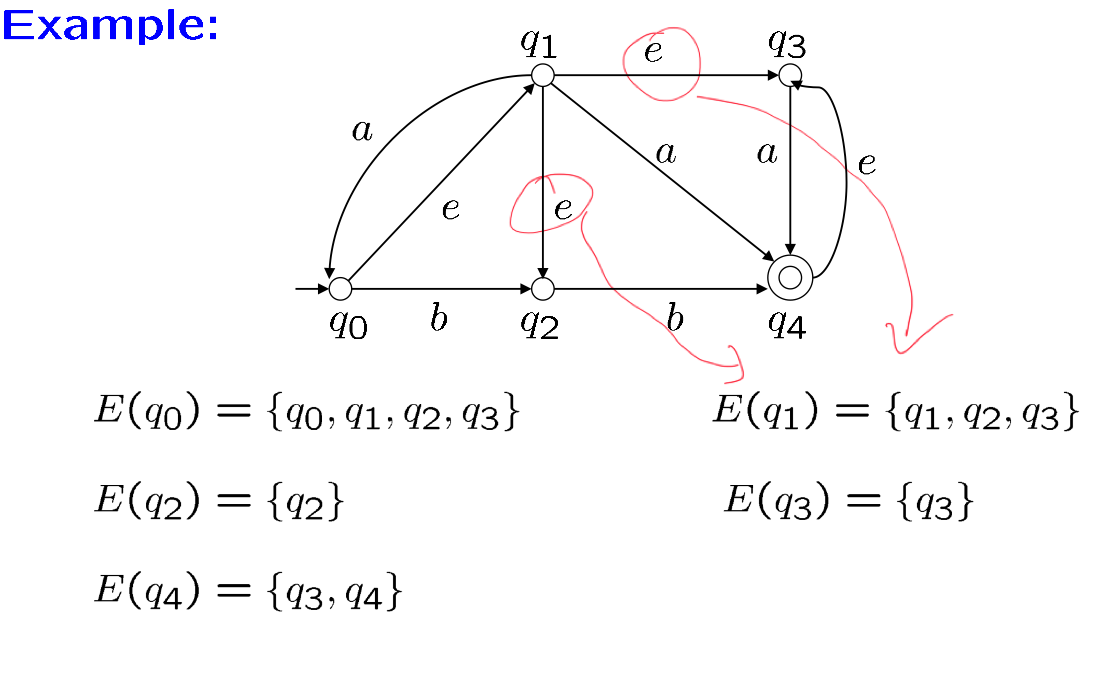 Example:
q1 e q3
a a a e
e e
q0 b q2 b q4
E(q0) = {q0, q1, q2, q3} E(q1) = {q1, q2, q3}
E(q2) = {q2} E(q3) = {q3}
E(q4) = {q3, q4}